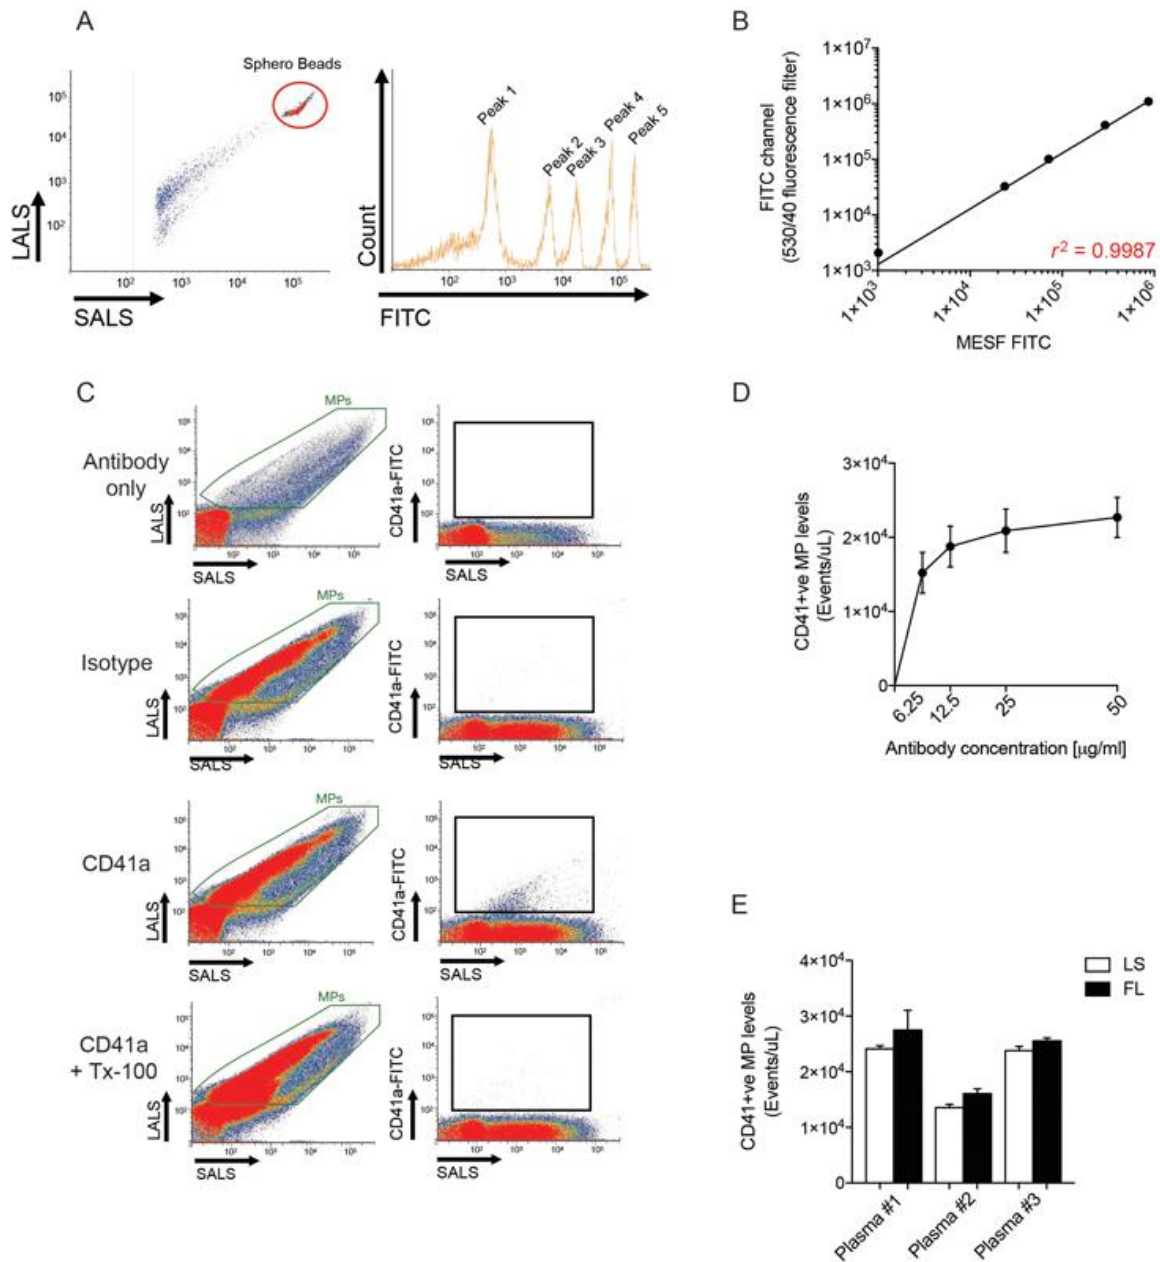 A
Sphero Beads
10⁵
10⁴
10³
10²
LALS
10²
10³
10⁴
10⁵
SALS
Peak 1
Peak 2
Peak 3
Peak 4
Peak 5
Count
10²
10³
10⁴
10⁵
FITC
B
FITC channel
(530/40 fluorescence filter)
1×10⁷
1×10⁶
1×10⁵
1×10⁴
1×10³
r² = 0.9987
1×10³
1×10⁴
1×10⁵
1×10⁶
MESF FITC
C
Antibody
only
MPs
LALS
SALS
CD41a-FITC
SALS
Isotype
MPs
LALS
SALS
CD41a-FITC
SALS
CD41a
MPs
LALS
SALS
CD41a-FITC
SALS
CD41a
+ Tx-100
MPs
LALS
SALS
CD41a-FITC
SALS
D
CD41+ve MP levels
(Events/uL)
3×10⁴
2×10⁴
1×10⁴
0
6.25
12.5
25
50
Antibody concentration [μg/ml]
E
CD41+ve MP levels
(Events/uL)
4×10⁴
3×10⁴
2×10⁴
1×10⁴
0
LS
FL
Plasma #1
Plasma #2
Plasma #3